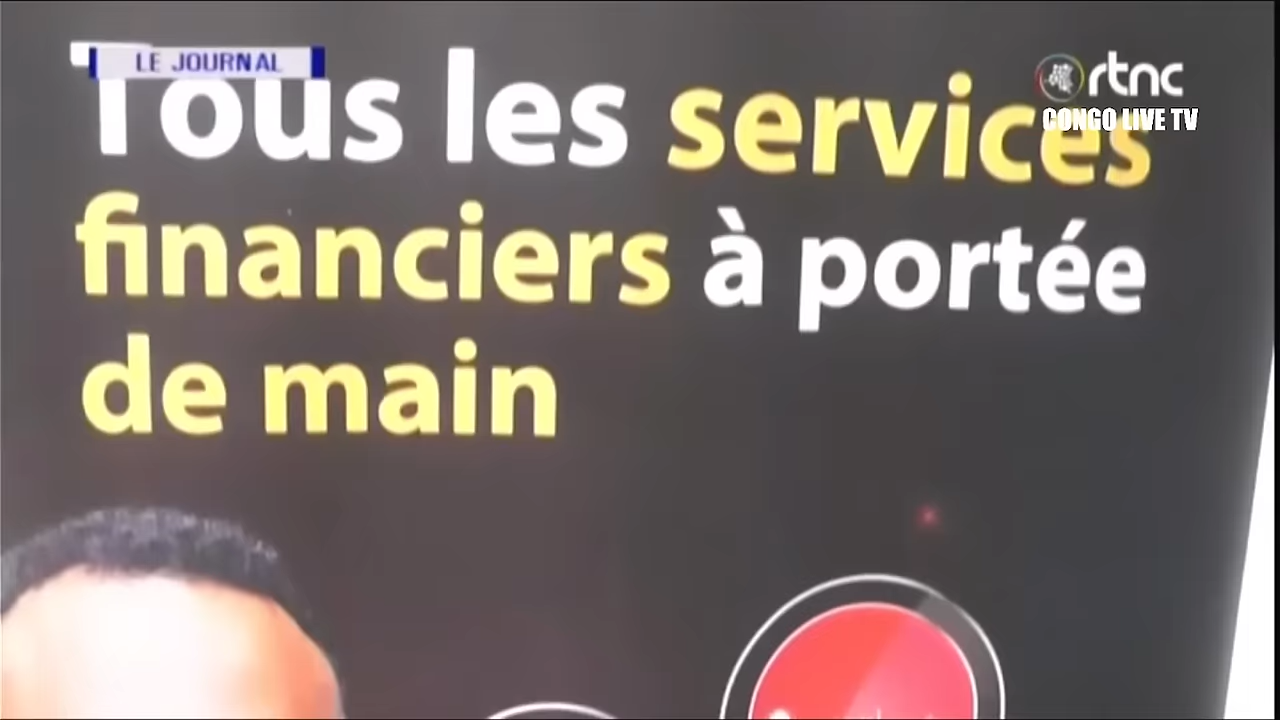 LE JOURNAL
rtnc
CONGO LIVE TV
Tous les services
financiers à portée
de main